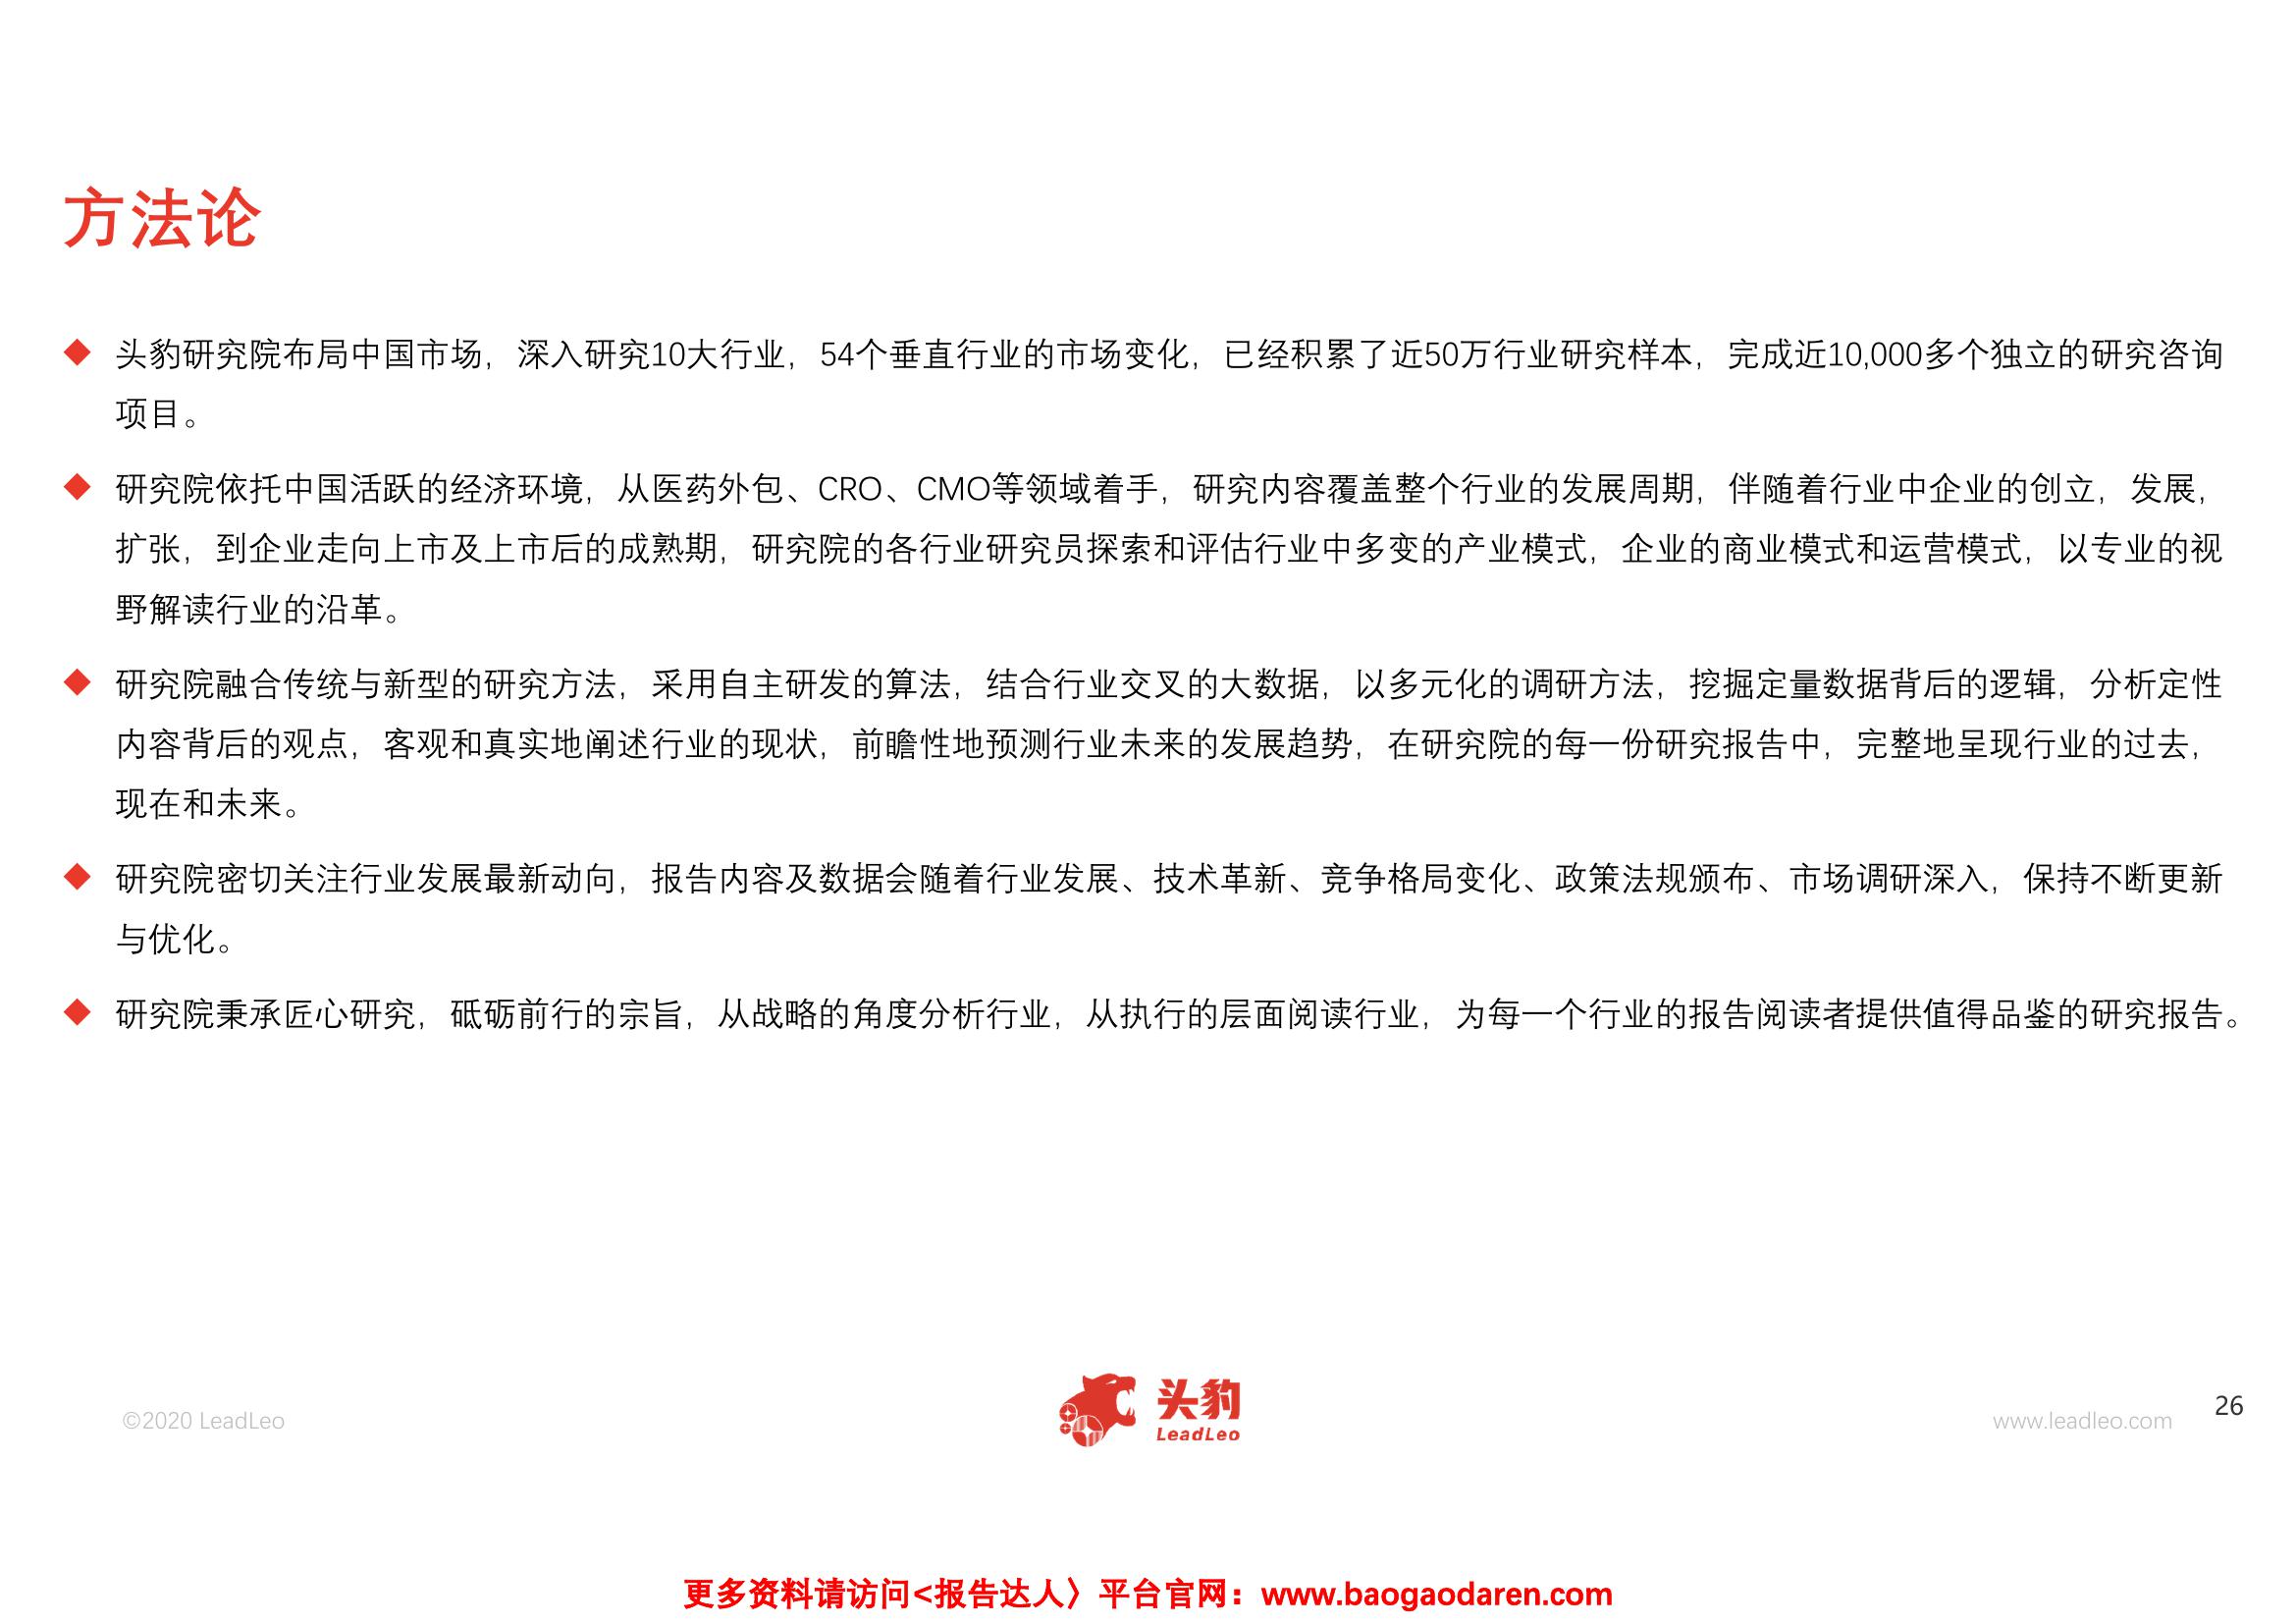 方法论
◆ 头豹研究院布局中国市场，深入研究10大行业，54个垂直行业的市场变化，已经积累了近50万行业研究样本，完成近10,000多个独立的研究咨询
项目。
◆ 研究院依托中国活跃的经济环境，从医药外包、CRO、CMO等领域着手，研究内容覆盖整个行业的发展周期，伴随着行业中企业的创立，发展，
扩张，到企业走向上市及上市后的成熟期，研究院的各行业研究员探索和评估行业中多变的产业模式，企业的商业模式和运营模式，以专业的视
野解读行业的沿革。
◆ 研究院融合传统与新型的研究方法，采用自主研发的算法，结合行业交叉的大数据，以多元化的调研方法，挖掘定量数据背后的逻辑，分析定性
内容背后的观点，客观和真实地阐述行业的现状，前瞻性地预测行业未来的发展趋势，在研究院的每一份研究报告中，完整地呈现行业的过去，
现在和未来。
◆ 研究院密切关注行业发展最新动向，报告内容及数据会随着行业发展、技术革新、竞争格局变化、政策法规颁布、市场调研深入，保持不断更新
与优化。
◆ 研究院秉承匠心研究，砥砺前行的宗旨，从战略的角度分析行业，从执行的层面阅读行业，为每一个行业的报告阅读者提供值得品鉴的研究报告。
©2020 LeadLeo
头豹
LeadLeo
www.leadleo.com
26
更多资料请访问<报告达人〉平台官网：www.baogaodaren.com